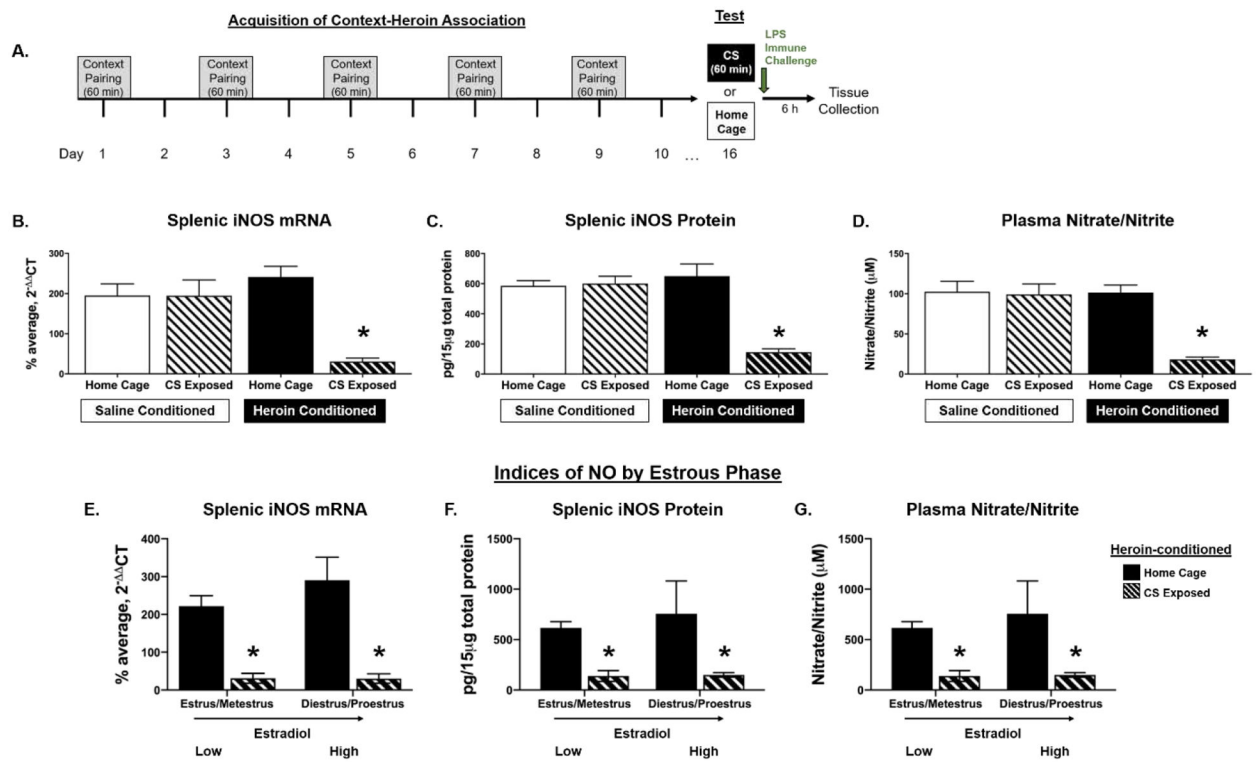 Acquisition of Context-Heroin Association
Test
A.
Context Pairing (60 min)
Context Pairing (60 min)
Context Pairing (60 min)
Context Pairing (60 min)
Context Pairing (60 min)
CS (60 min)
or
Home Cage
LPS Immune Challenge
6 h
Tissue Collection
Day 1 2 3 4 5 6 7 8 9 10 ... 16
B.
Splenic iNOS mRNA
% average, 2-ΔΔCT
300
200
100
0
*
Home Cage CS Exposed Home Cage CS Exposed
Saline Conditioned Heroin Conditioned
C.
Splenic iNOS Protein
pg/15µg total protein
800
600
400
200
0
*
Home Cage CS Exposed Home Cage CS Exposed
Saline Conditioned Heroin Conditioned
D.
Plasma Nitrate/Nitrite
Nitrate/Nitrite (µM)
150
100
50
0
*
Home Cage CS Exposed Home Cage CS Exposed
Saline Conditioned Heroin Conditioned
Indices of NO by Estrous Phase
E.
Splenic iNOS mRNA
% average, 2-ΔΔCT
400
300
200
100
0
* *
Estrus/Metestrus Diestrus/Proestrus
Estradiol
Low High
F.
Splenic iNOS Protein
pg/15µg total protein
1500
1000
500
0
* *
Estrus/Metestrus Diestrus/Proestrus
Estradiol
Low High
G.
Plasma Nitrate/Nitrite
Nitrate/Nitrite (µM)
1500
1000
500
0
* *
Estrus/Metestrus Diestrus/Proestrus
Estradiol
Low High
Heroin-conditioned
Home Cage
CS Exposed